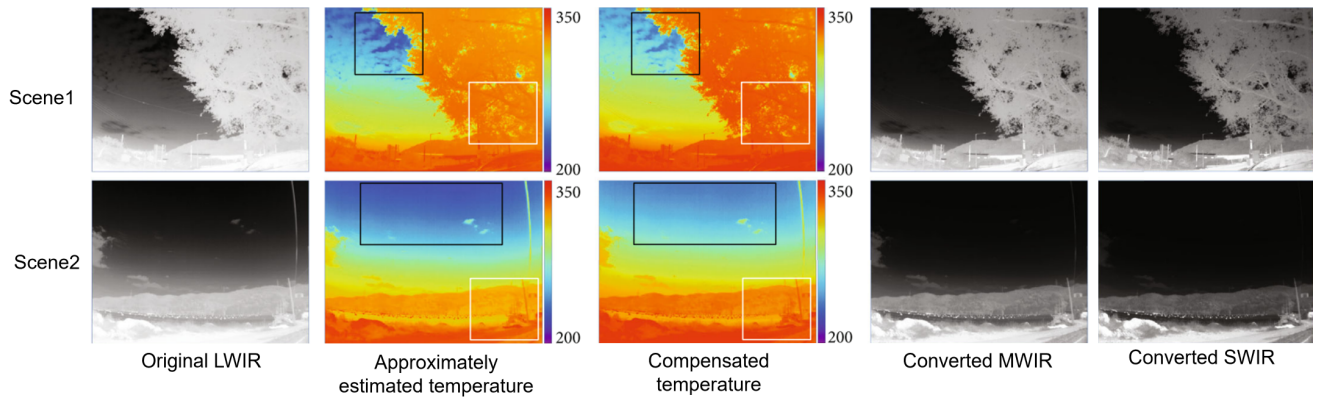 350
350
Scene1
200
200
350
350
Scene2
200
200
Original LWIR
Approximately
estimated temperature
Compensated
temperature
Converted MWIR
Converted SWIR